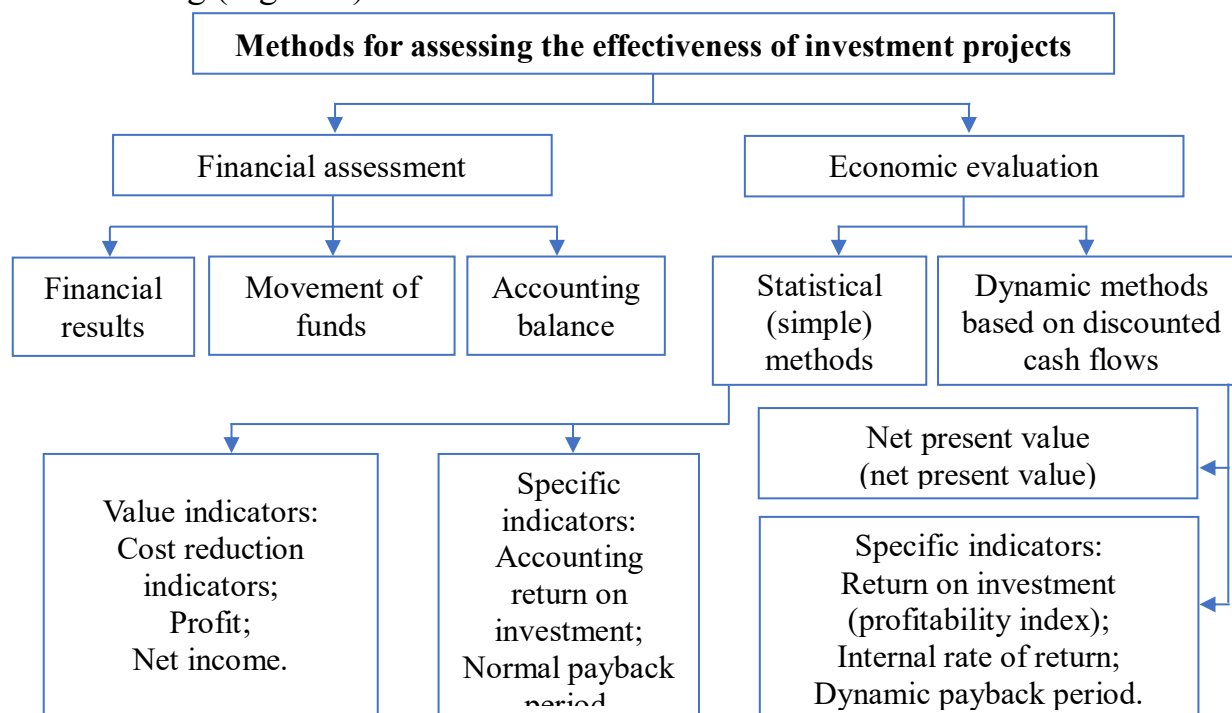 Methods for assessing the effectiveness of investment projects
Financial assessment
Economic evaluation
Financial
results
Movement of
funds
Accounting
balance
Statistical
(simple)
methods
Dynamic methods
based on discounted
cash flows
Value indicators:
Cost reduction
indicators;
Profit;
Net income.
Specific
indicators:
Accounting
return on
investment;
Normal payback
period
Net present value
(net present value)
Specific indicators:
Return on investment
(profitability index);
Internal rate of return;
Dynamic payback period.